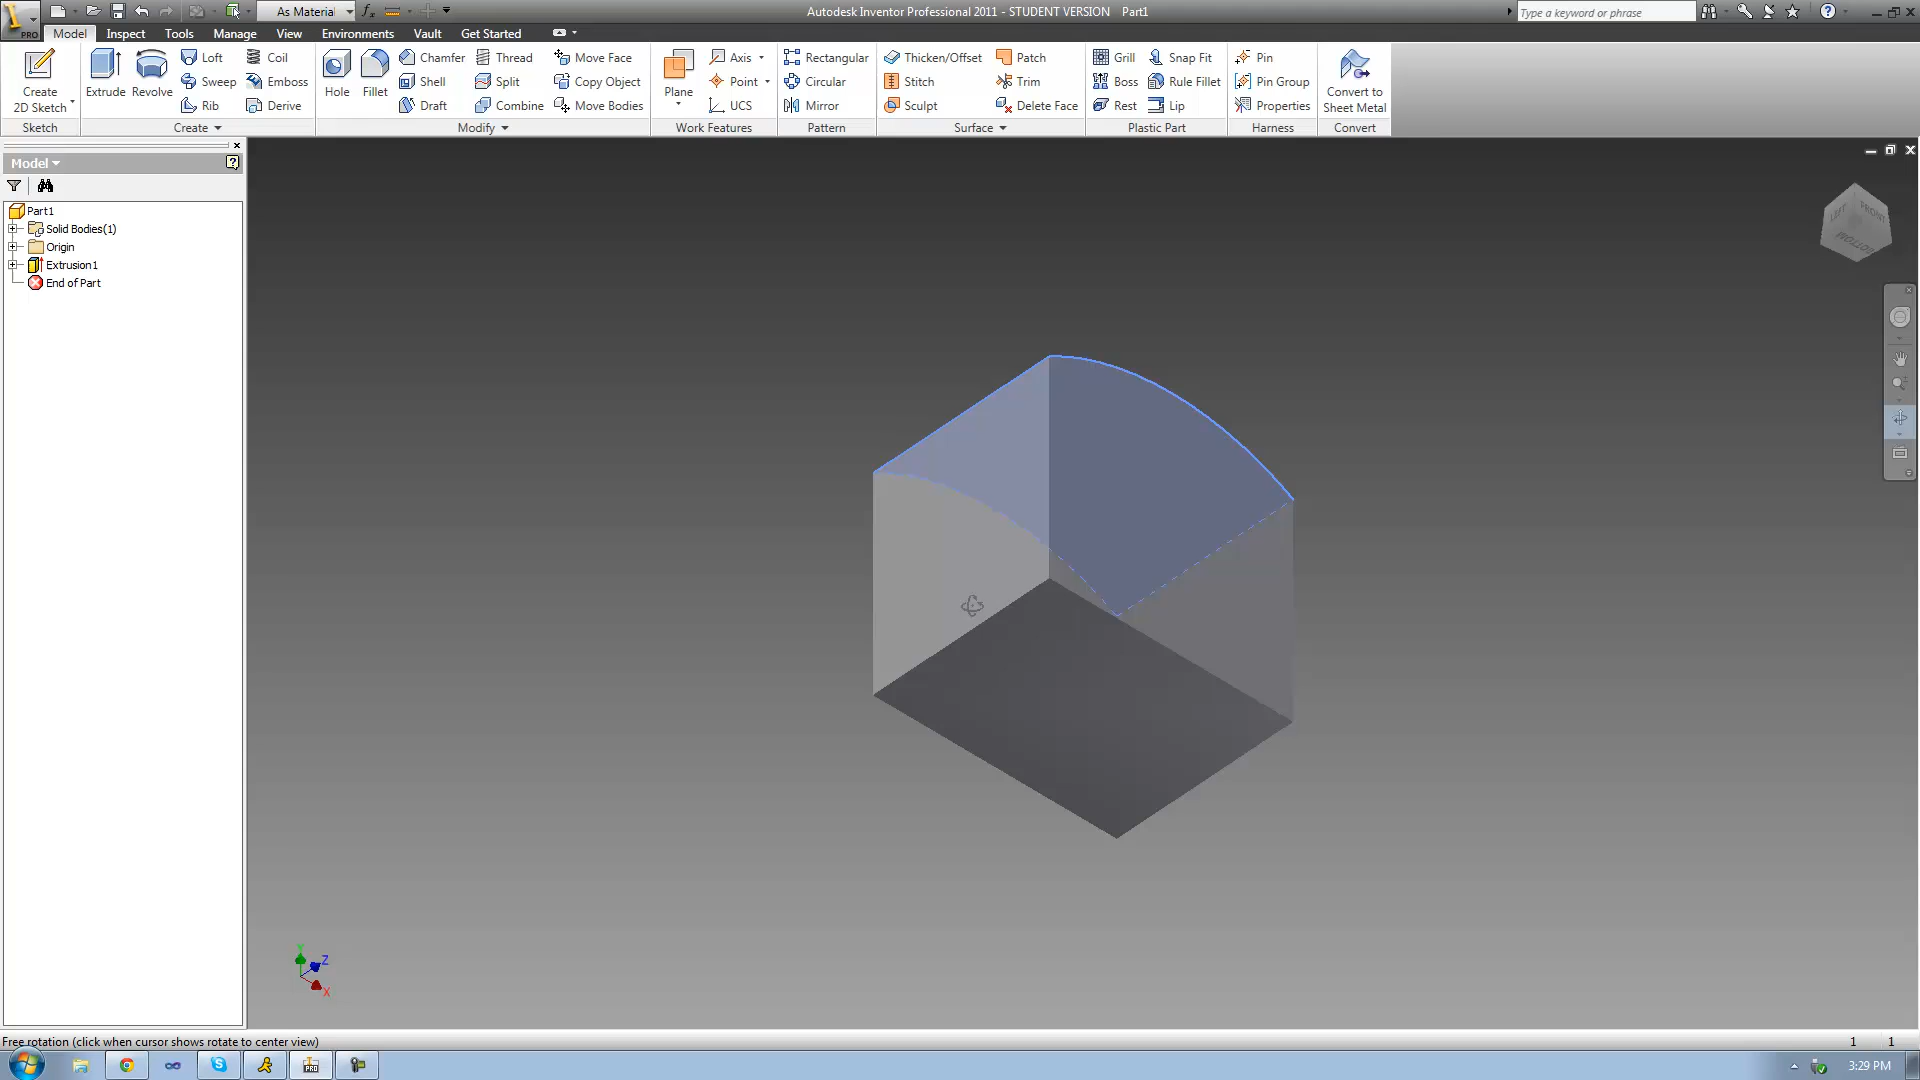 As Material
Autodesk Inventor Professional 2011 - STUDENT VERSION Part1
Type a keyword or phrase
PRO
Model Inspect Tools Manage View Environments Vault Get Started
Create 2D Sketch
Extrude
Revolve
Loft
Sweep
Rib
Coil
Emboss
Derive
Hole
Fillet
Chamfer
Shell
Draft
Thread
Split
Combine
Move Face
Copy Object
Move Bodies
Plane
Axis
Point
UCS
Rectangular
Circular
Mirror
Thicken/Offset
Stitch
Sculpt
Patch
Trim
Delete Face
Grill
Boss
Rest
Snap Fit
Rule Fillet
Lip
Pin
Pin Group
Properties
Convert to Sheet Metal
Sketch Create Modify Work Features Pattern Surface Plastic Part Harness Convert
Model
Part1
Solid Bodies(1)
Origin
Extrusion1
End of Part
LEFT
FRONT
BOTTOM
Y
Z
X
Free rotation (click when cursor shows rotate to center view)
1 1
PRO
3:29 PM